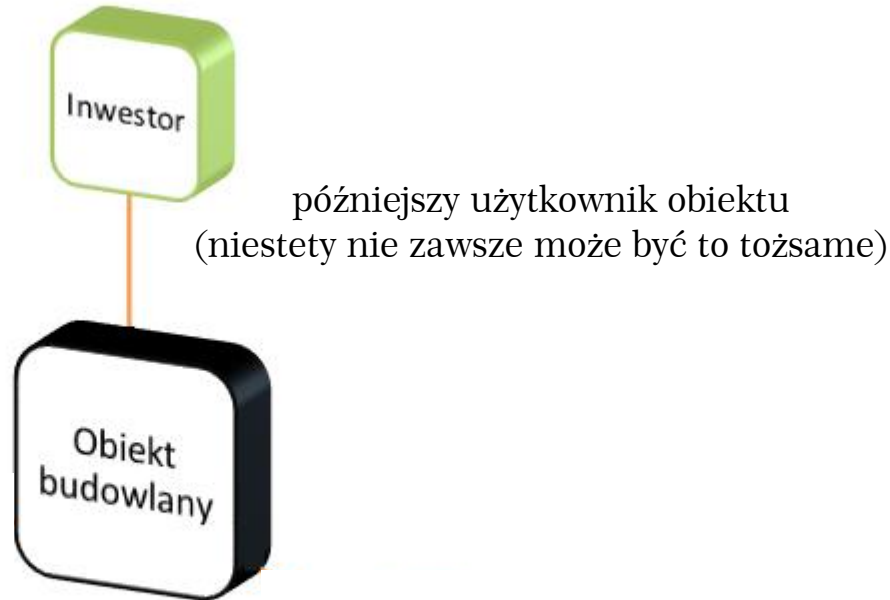 Inwestor
późniejszy użytkownik obiektu
(niestety nie zawsze może być to tożsame)
Obiekt
budowlany